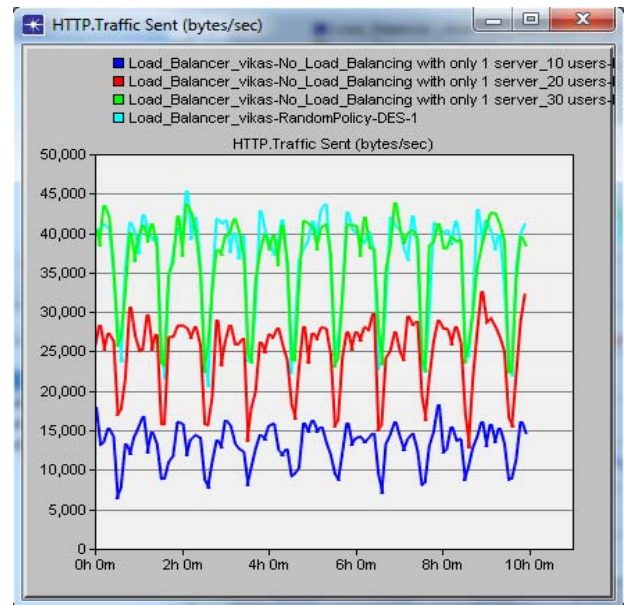 HTTP.Traffic Sent (bytes/sec)
Load_Balancer_vikas-No_Load_Balancing with only 1 server_10 users-
Load_Balancer_vikas-No_Load_Balancing with only 1 server_20 users-
Load_Balancer_vikas-No_Load_Balancing with only 1 server_30 users-
Load_Balancer_vikas-RandomPolicy-DES-1
HTTP.Traffic Sent (bytes/sec)
50,000
45,000
40,000
35,000
30,000
25,000
20,000
15,000
10,000
5,000
0
0h 0m 2h 0m 4h 0m 6h 0m 8h 0m 10h 0m